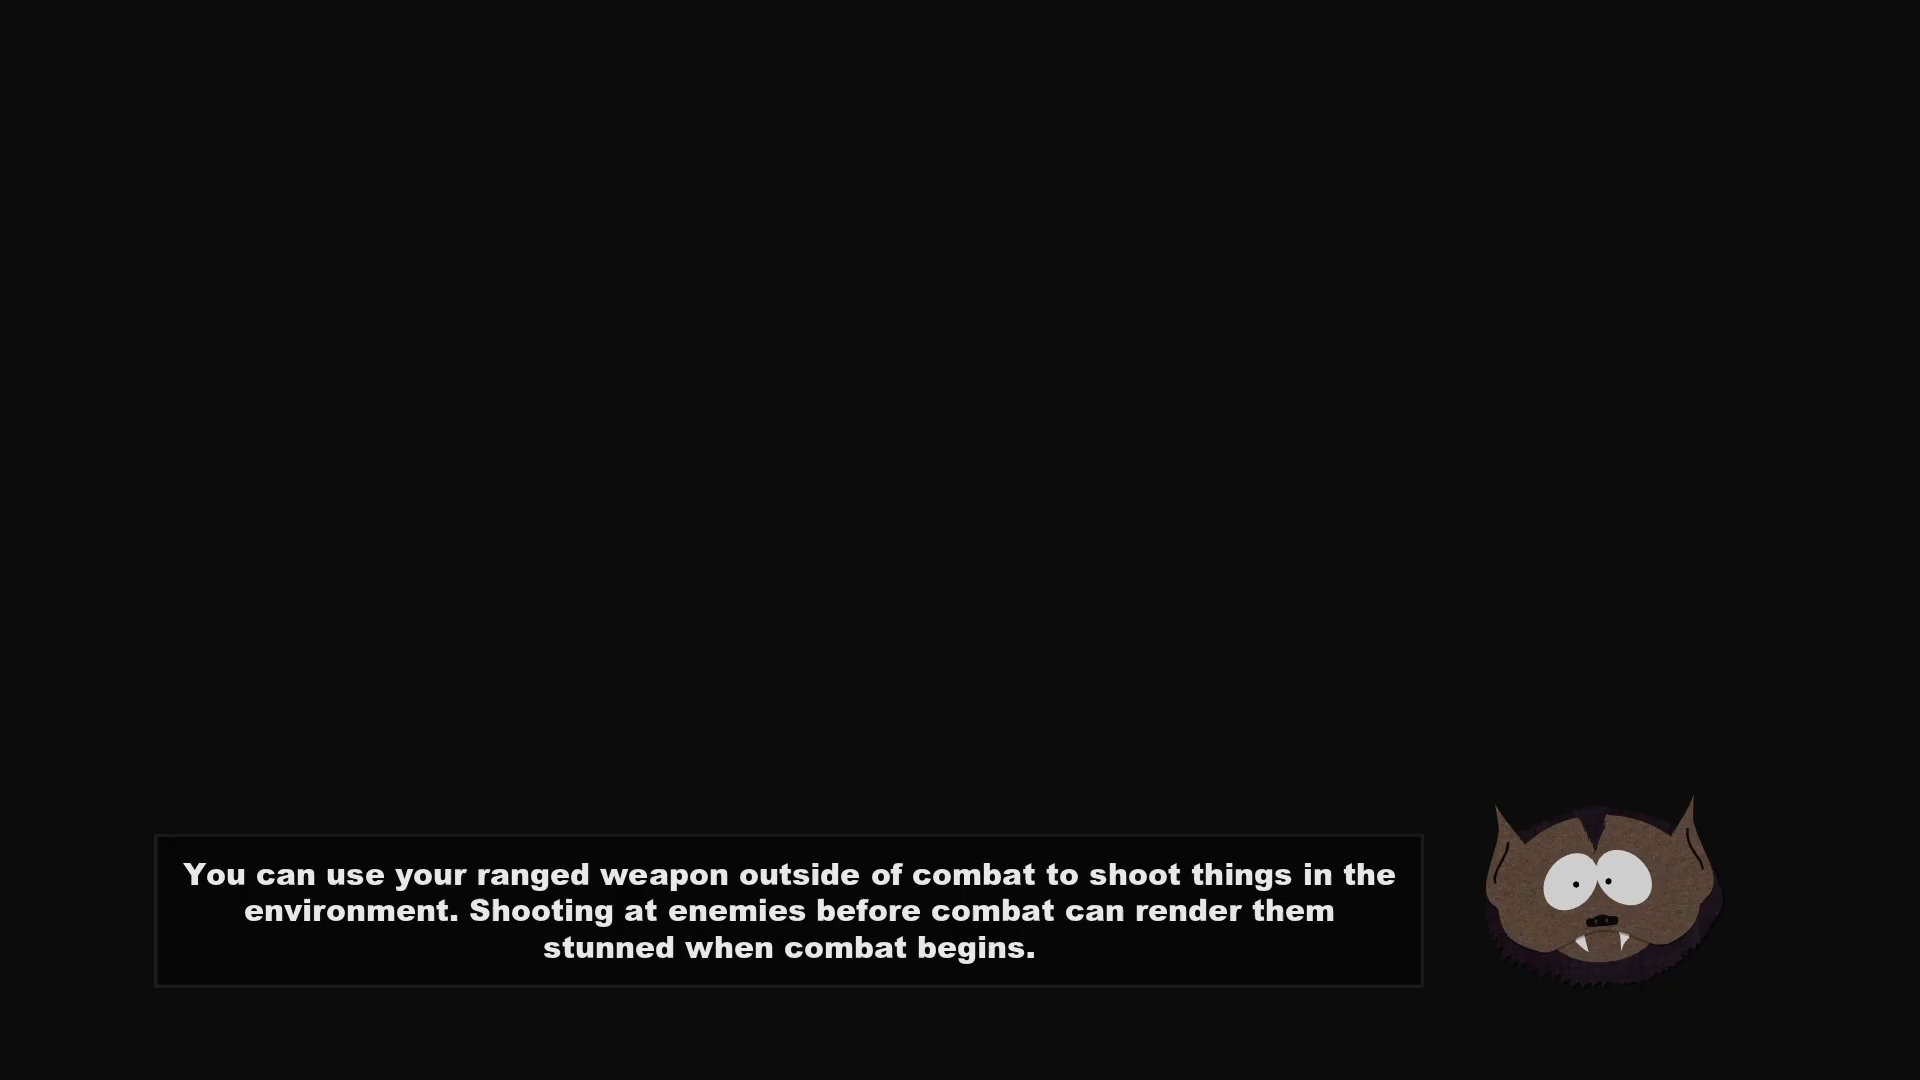 You can use your ranged weapon outside of combat to shoot things in the
environment. Shooting at enemies before combat can render them
stunned when combat begins.